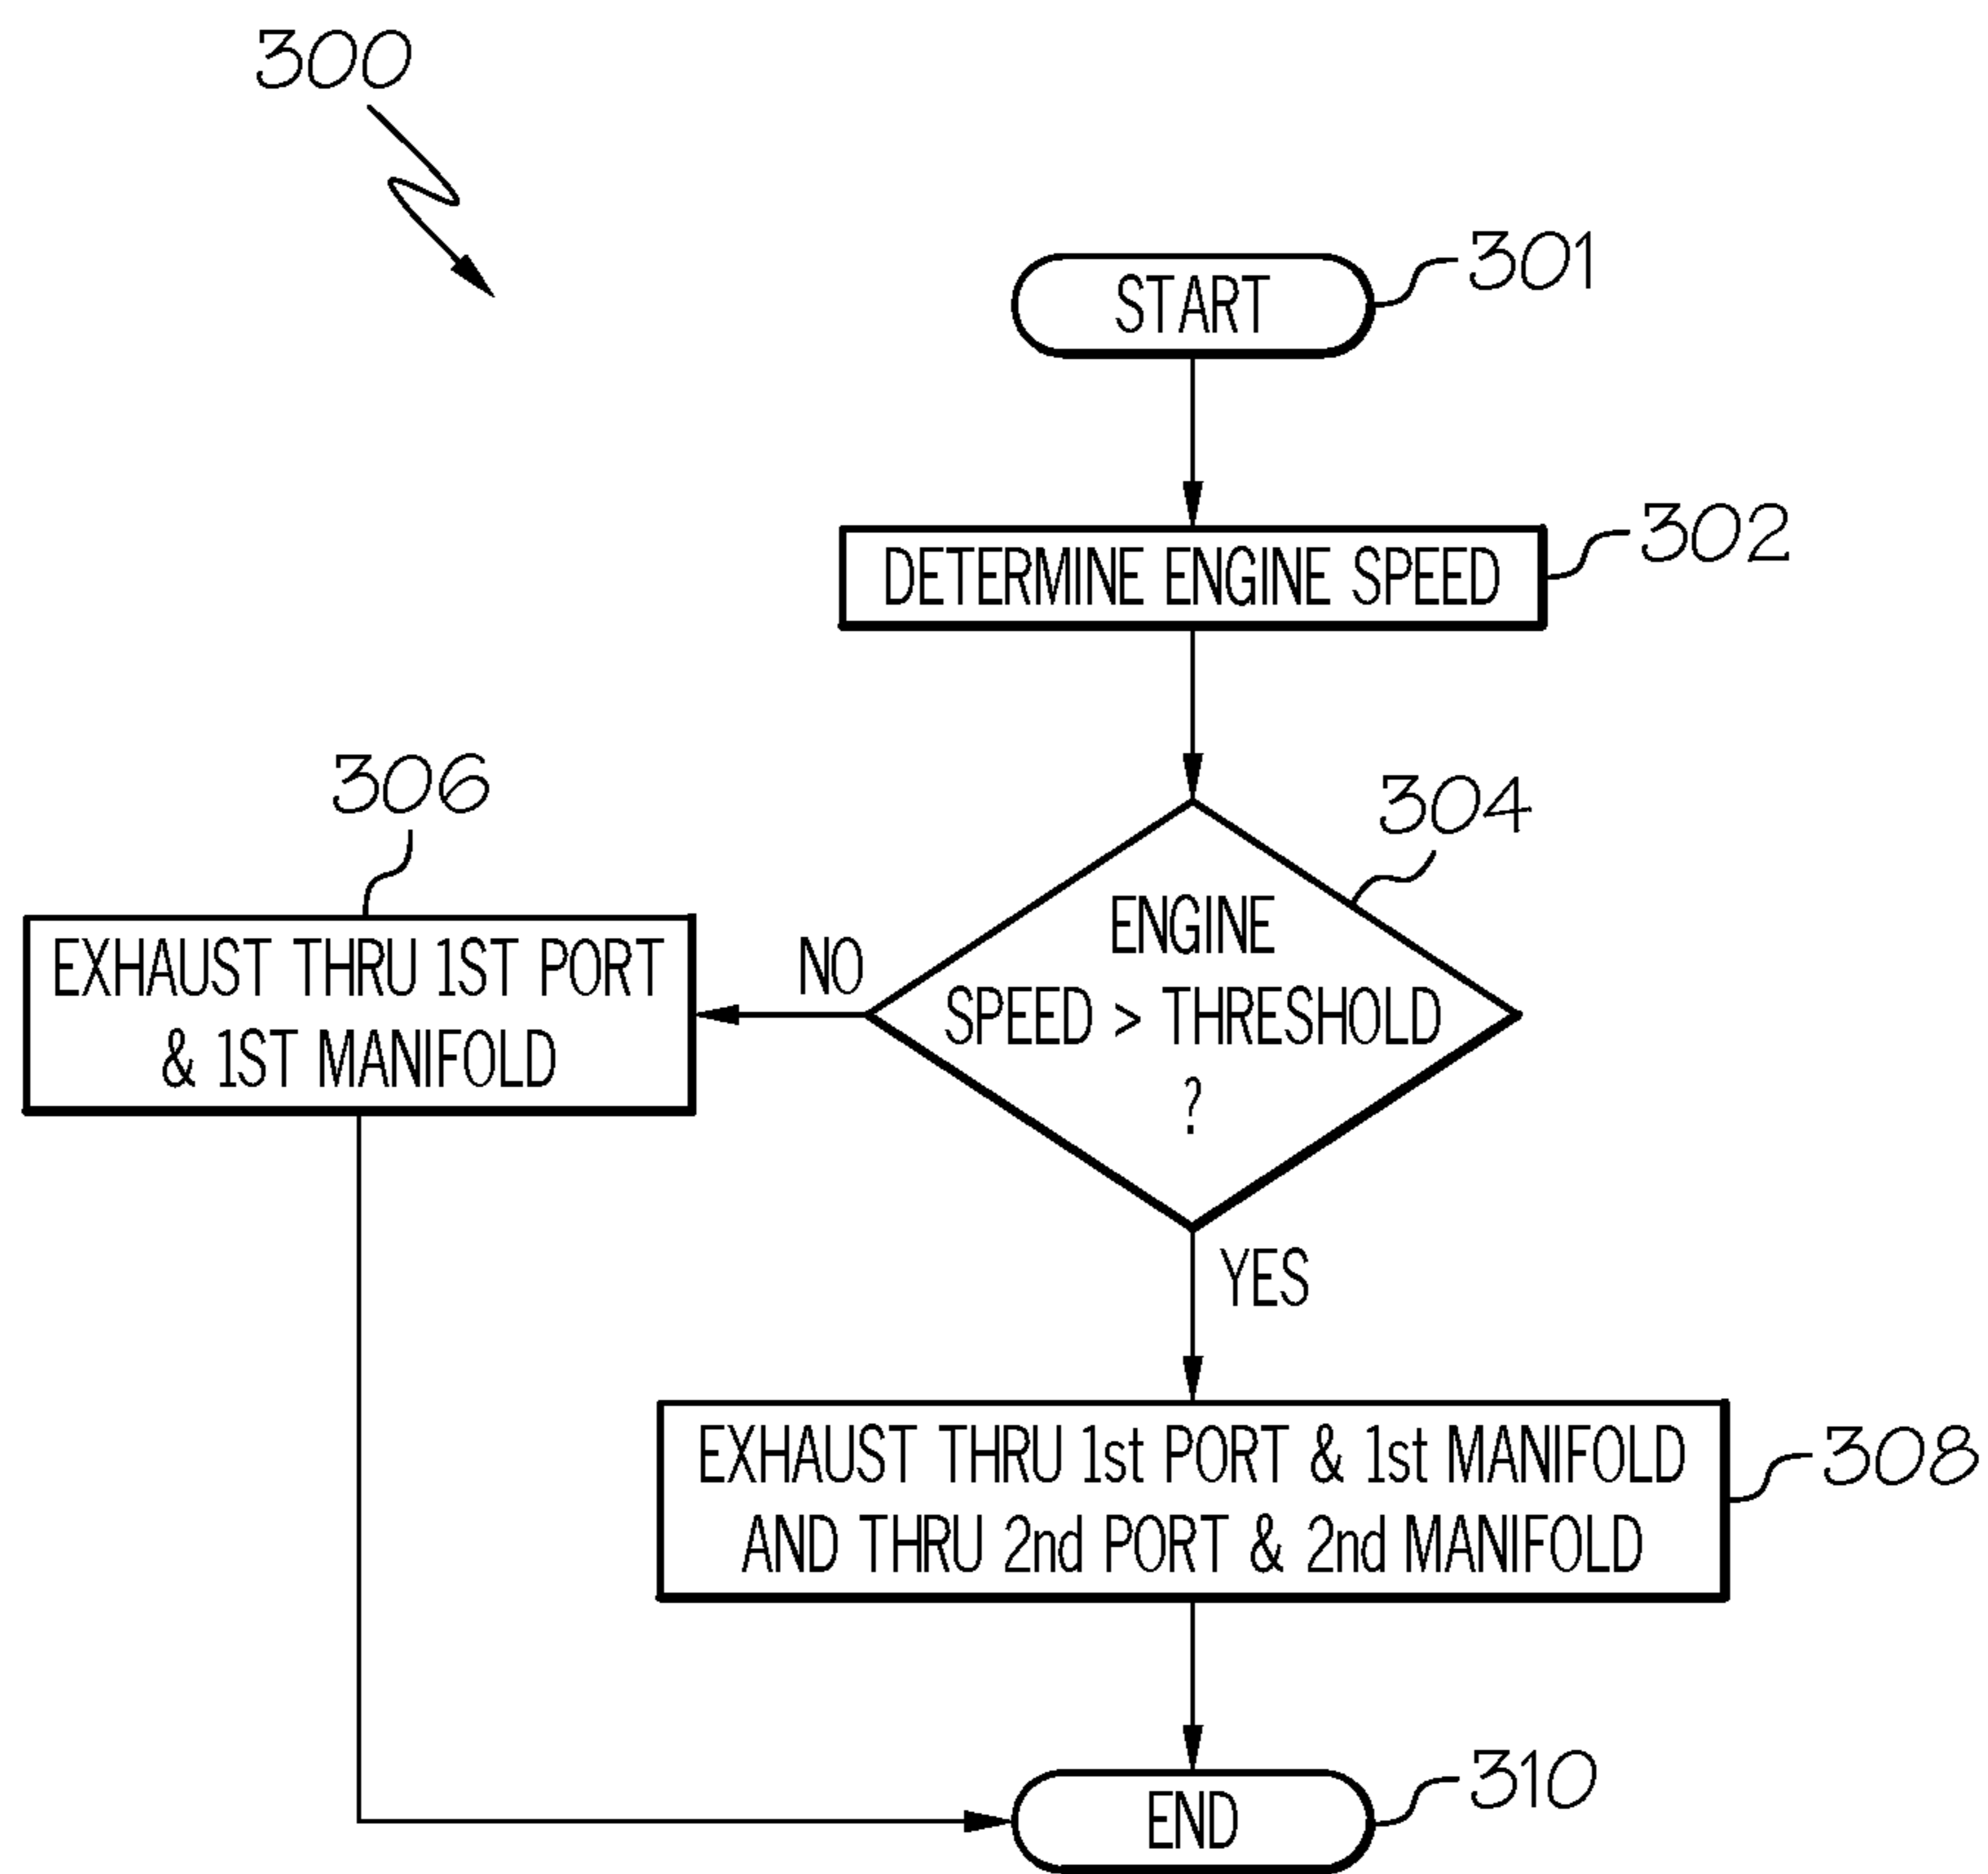 300
START
301
DETERMINE ENGINE SPEED
302
304
ENGINE
SPEED > THRESHOLD
?
NO
306
EXHAUST THRU 1ST PORT
& 1ST MANIFOLD
YES
EXHAUST THRU 1st PORT & 1st MANIFOLD
AND THRU 2nd PORT & 2nd MANIFOLD
308
END
310